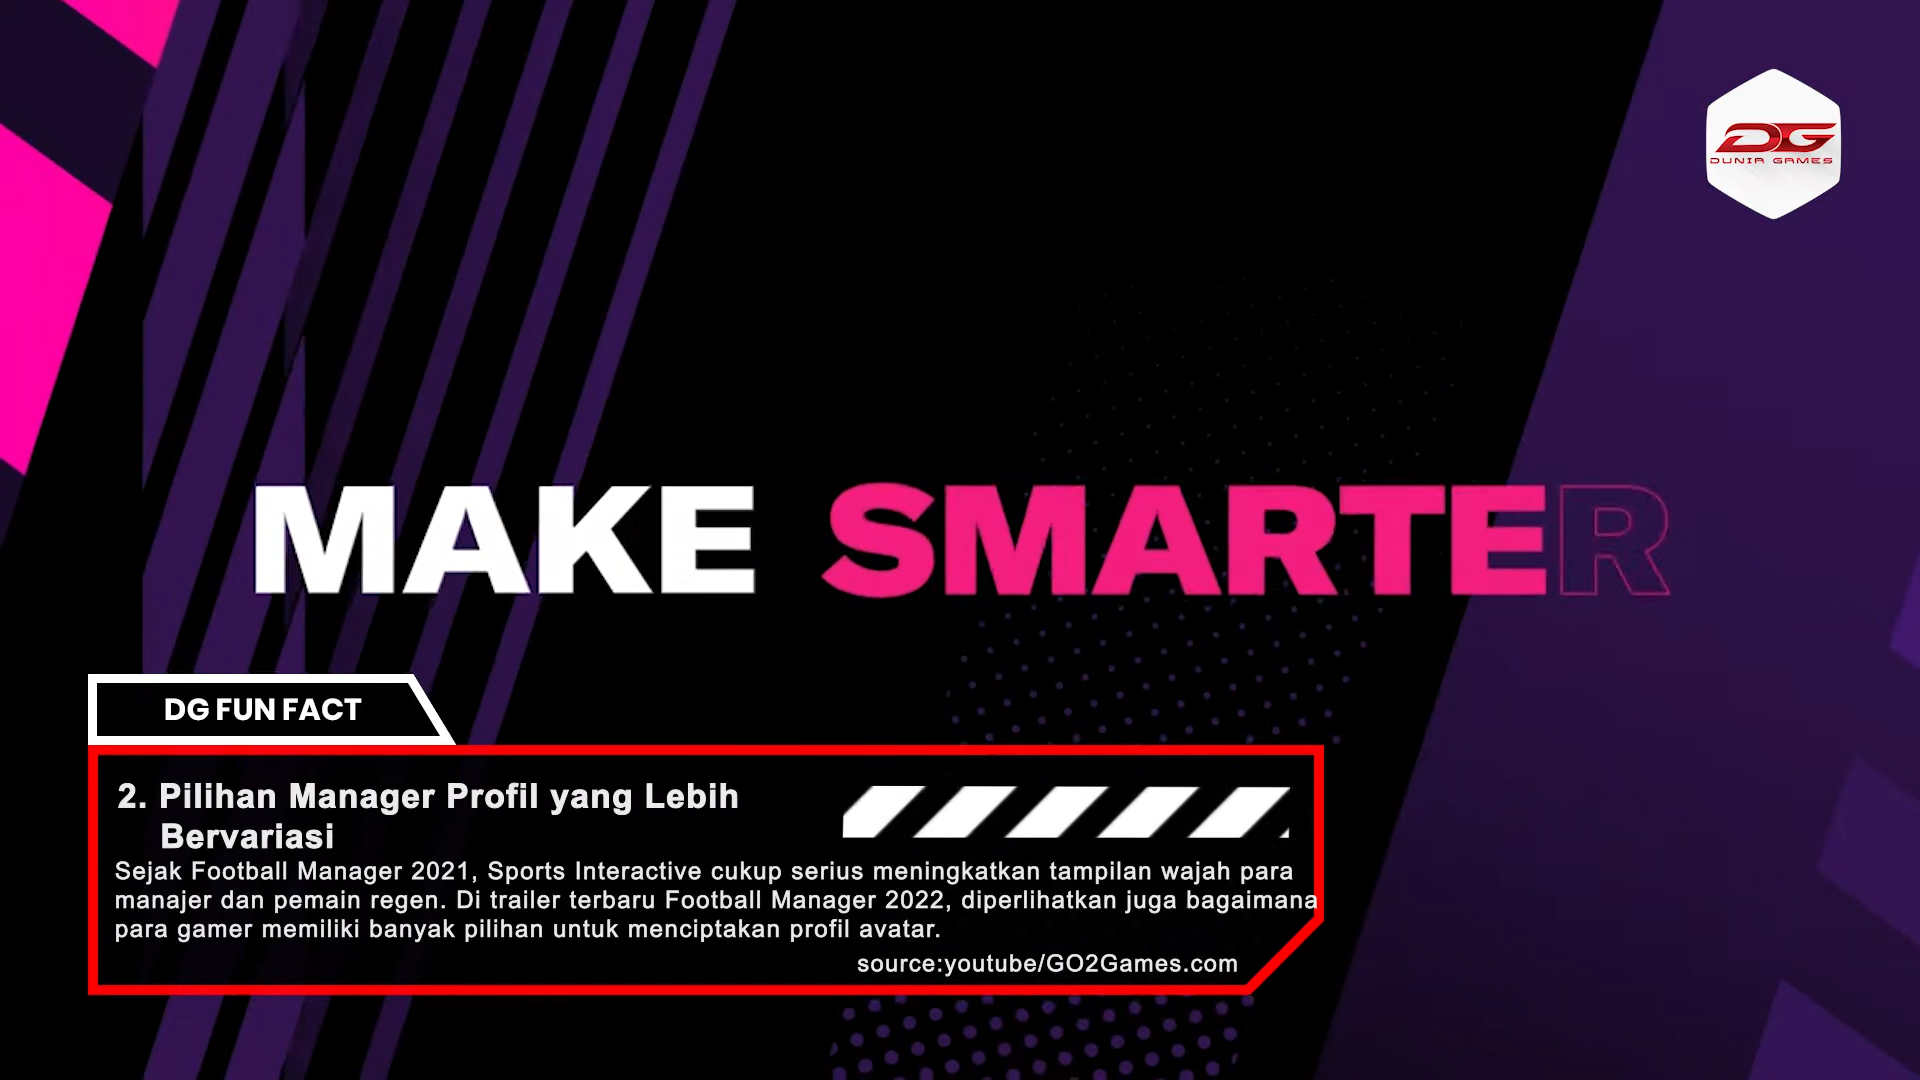 DG
DUNIA GAMES
MAKE SMARTER
DG FUN FACT
2. Pilihan Manager Profil yang Lebih
Bervariasi
Sejak Football Manager 2021, Sports Interactive cukup serius meningkatkan tampilan wajah para
manajer dan pemain regen. Di trailer terbaru Football Manager 2022, diperlihatkan juga bagaimana
para gamer memiliki banyak pilihan untuk menciptakan profil avatar.
source:youtube/GO2Games.com